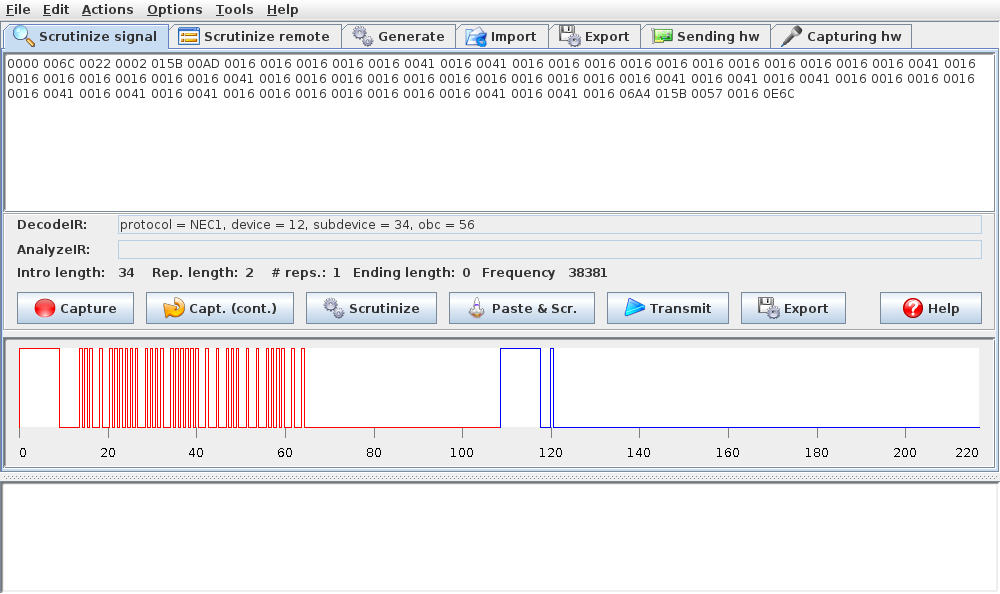 File Edit Actions Options Tools Help
Scrutinize signal Scrutinize remote Generate Import Export Sending hw Capturing hw
0000 006C 0022 0002 015B 00AD 0016 0016 0016 0016 0016 0041 0016 0041 0016 0016 0016 0016 0016 0016 0016 0016 0016 0016 0016 0041 0016
0016 0016 0016 0016 0016 0016 0041 0016 0016 0016 0016 0016 0016 0016 0016 0016 0016 0016 0041 0016 0041 0016 0041 0016 0016 0016 0016
0016 0041 0016 0041 0016 0041 0016 0016 0016 0016 0016 0016 0016 0041 0016 0041 0016 06A4 015B 0057 0016 0E6C
DecodeIR: protocol = NEC1, device = 12, subdevice = 34, obc = 56
AnalyzeIR:
Intro length: 34 Rep. length: 2 # reps.: 1 Ending length: 0 Frequency 38381
Capture Capt. (cont.) Scrutinize Paste & Scr. Transmit Export Help
0 20 40 60 80 100 120 140 160 180 200 220